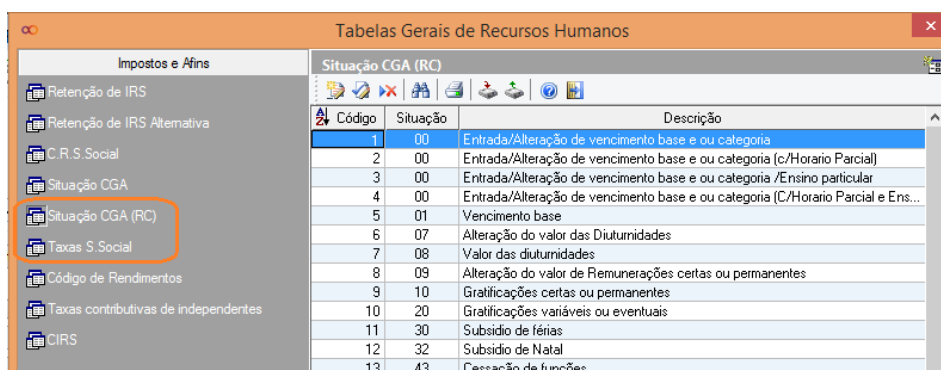 Tabelas Gerais de Recursos Humanos
Impostos e Afins
Retenção de IRS
Retenção de IRS Alternativa
C.R.S.Social
Situação CGA
Situação CGA (RC)
Taxas S.Social
Código de Rendimentos
Taxas contributivas de independentes
CIRS
Situação CGA (RC)
Código Situação Descrição
1 00 Entrada/Alteração de vencimento base e ou categoria
2 00 Entrada/Alteração de vencimento base e ou categoria (c/Horario Parcial)
3 00 Entrada/Alteração de vencimento base e ou categoria /Ensino particular
4 00 Entrada/Alteração de vencimento base e ou categoria (C/Horario Parcial e Ens...
5 01 Vencimento base
6 07 Alteração do valor das Diuturnidades
7 08 Valor das diuturnidades
8 09 Alteração do valor de Remunerações certas ou permanentes
9 10 Gratificações certas ou permanentes
10 20 Gratificações variáveis ou eventuais
11 30 Subsidio de férias
12 32 Subsidio de Natal
13 43 Cessação de funções